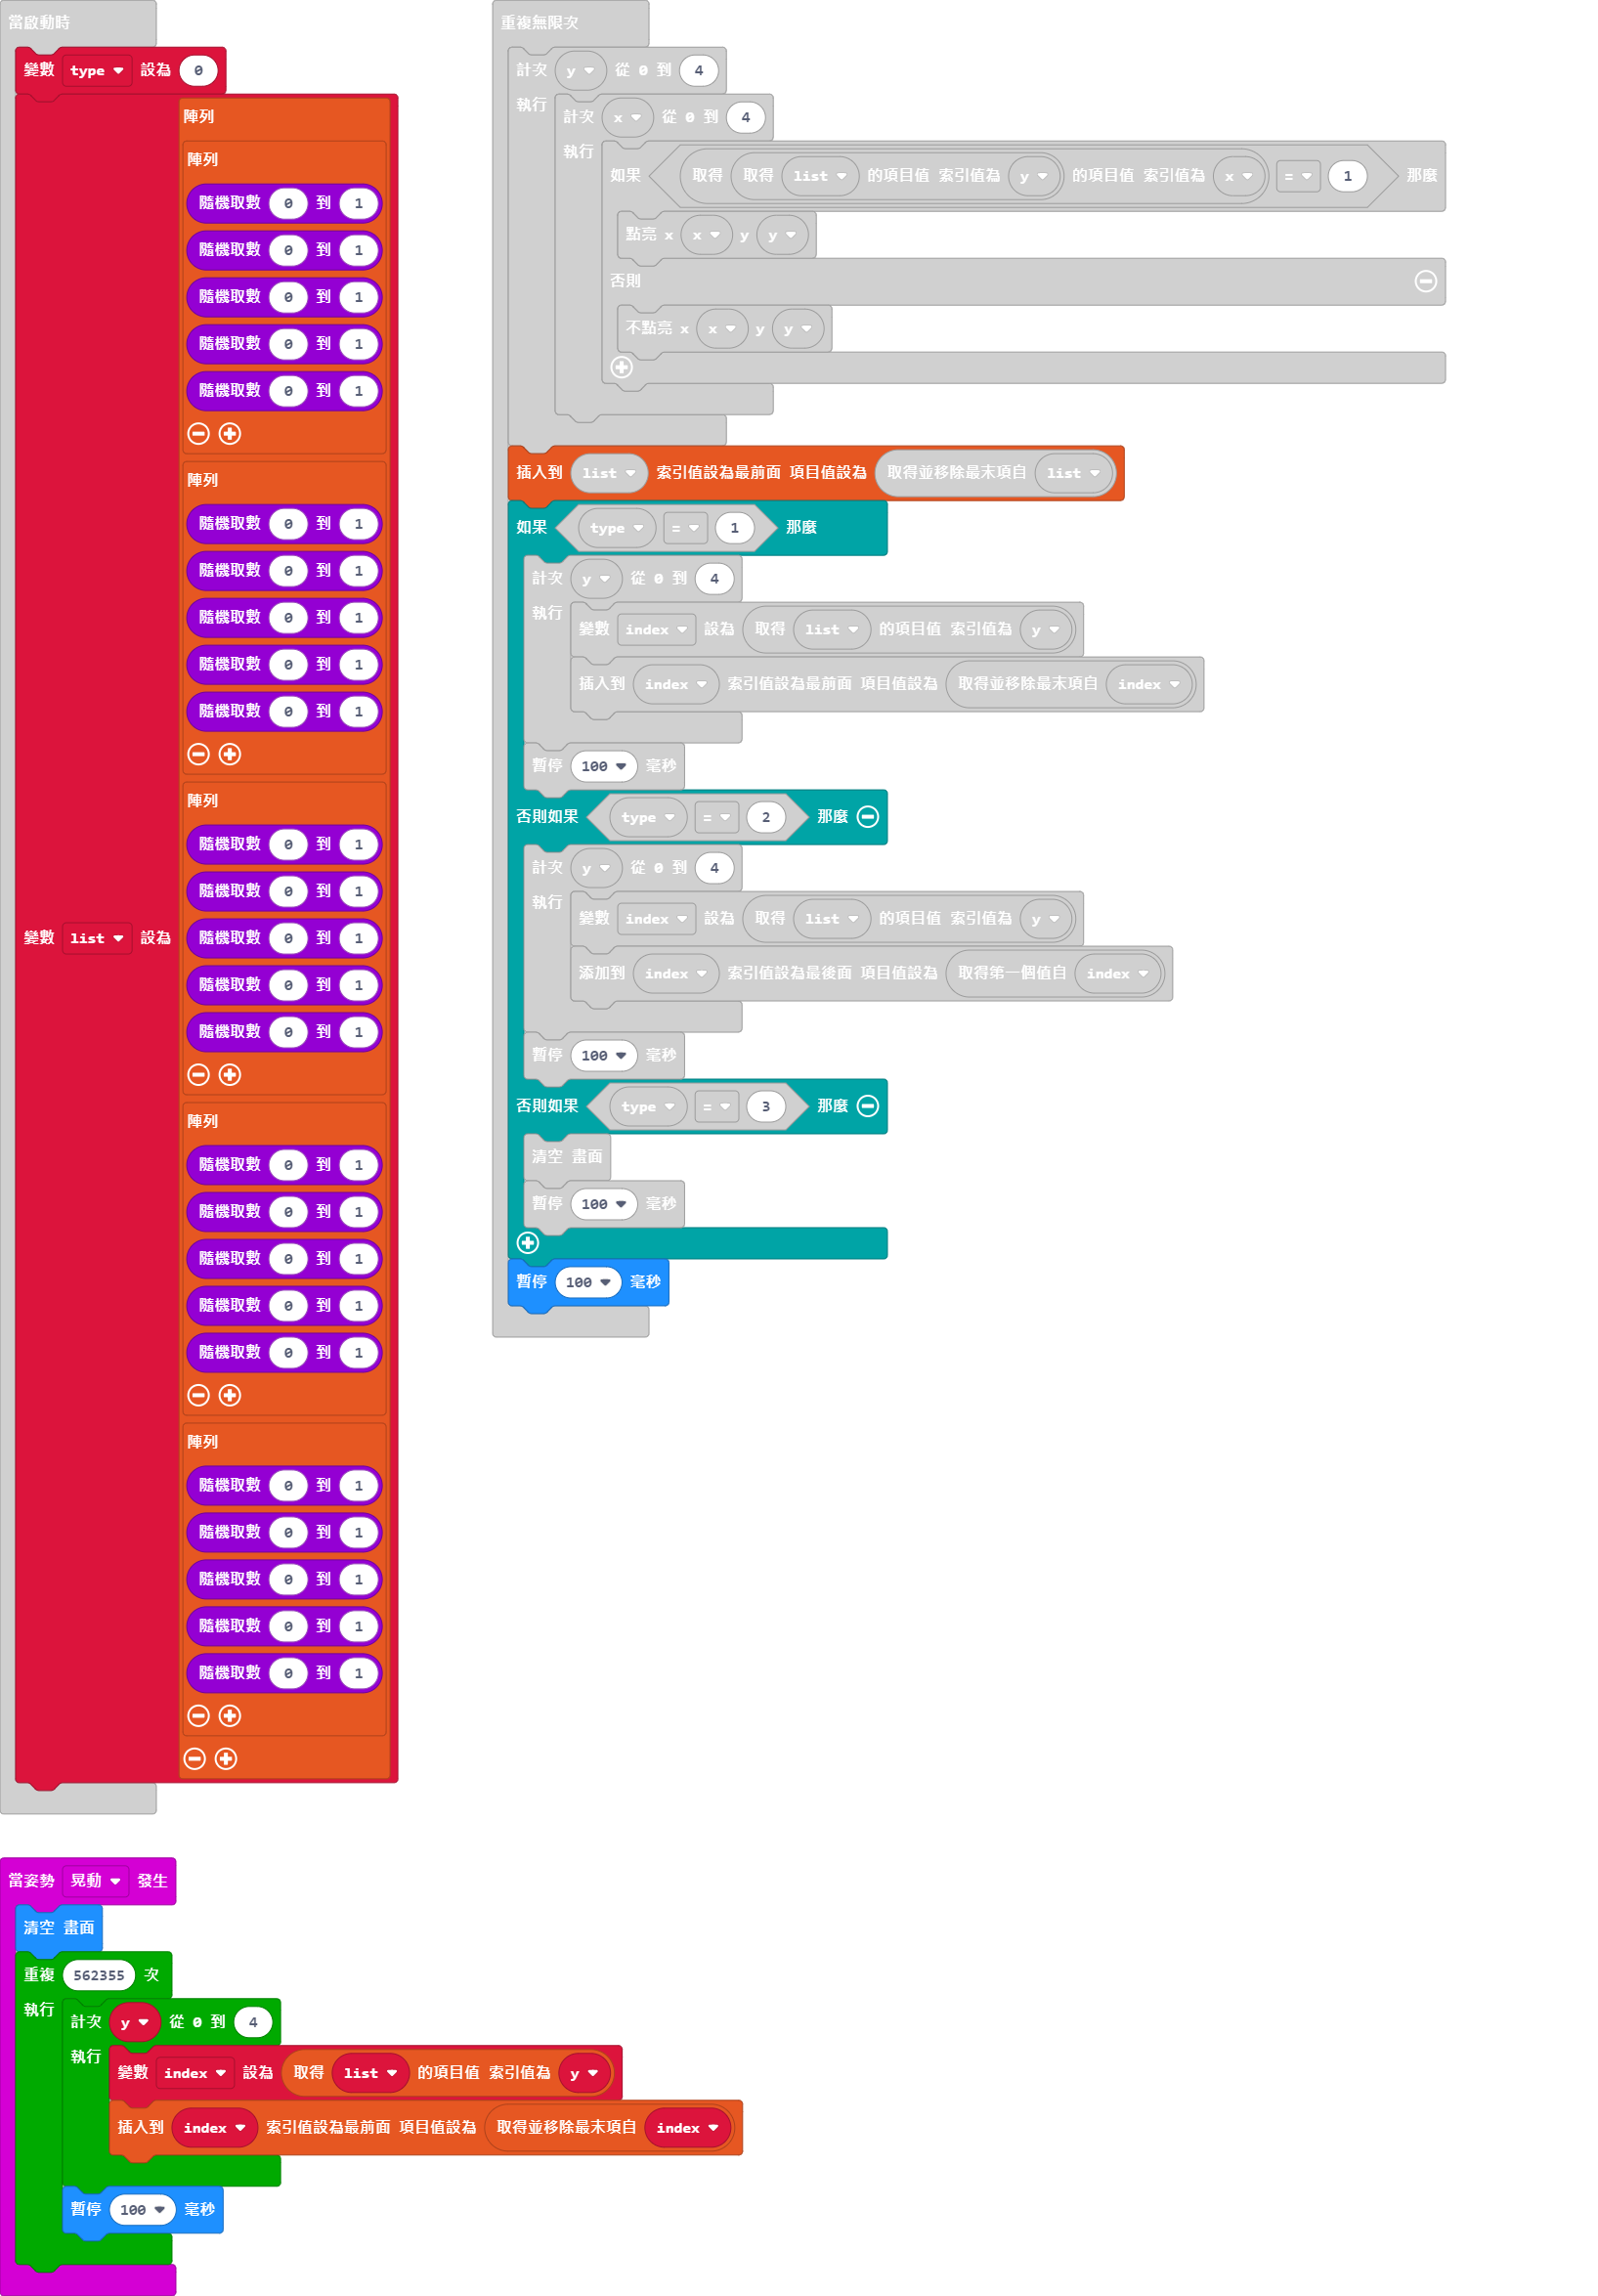 當啟動時
變數 type 設為 0
變數 list 設為
陣列
陣列
隨機取數 0 到 1
隨機取數 0 到 1
隨機取數 0 到 1
隨機取數 0 到 1
隨機取數 0 到 1
陣列
隨機取數 0 到 1
隨機取數 0 到 1
隨機取數 0 到 1
隨機取數 0 到 1
隨機取數 0 到 1
陣列
隨機取數 0 到 1
隨機取數 0 到 1
隨機取數 0 到 1
隨機取數 0 到 1
隨機取數 0 到 1
陣列
隨機取數 0 到 1
隨機取數 0 到 1
隨機取數 0 到 1
隨機取數 0 到 1
隨機取數 0 到 1
陣列
隨機取數 0 到 1
隨機取數 0 到 1
隨機取數 0 到 1
隨機取數 0 到 1
隨機取數 0 到 1
重複無限次
計次 y 從 0 到 4
執行
計次 x 從 0 到 4
執行
如果 取得 取得 list 的項目值 索引值為 y 的項目值 索引值為 x = 1 那麼
點亮 x x y y
否則
不點亮 x x y y
插入到 list 索引值設為最前面 項目值設為 取得並移除最末項自 list
如果 type = 1 那麼
計次 y 從 0 到 4
執行
變數 index 設為 取得 list 的項目值 索引值為 y
插入到 index 索引值設為最前面 項目值設為 取得並移除最末項自 index
暫停 100 毫秒
否則如果 type = 2 那麼
計次 y 從 0 到 4
執行
變數 index 設為 取得 list 的項目值 索引值為 y
添加到 index 索引值設為最後面 項目值設為 取得第一個值自 index
暫停 100 毫秒
否則如果 type = 3 那麼
清空 畫面
暫停 100 毫秒
暫停 100 毫秒
當姿勢 晃動 發生
清空 畫面
重複 562355 次
執行
計次 y 從 0 到 4
執行
變數 index 設為 取得 list 的項目值 索引值為 y
插入到 index 索引值設為最前面 項目值設為 取得並移除最末項自 index
暫停 100 毫秒